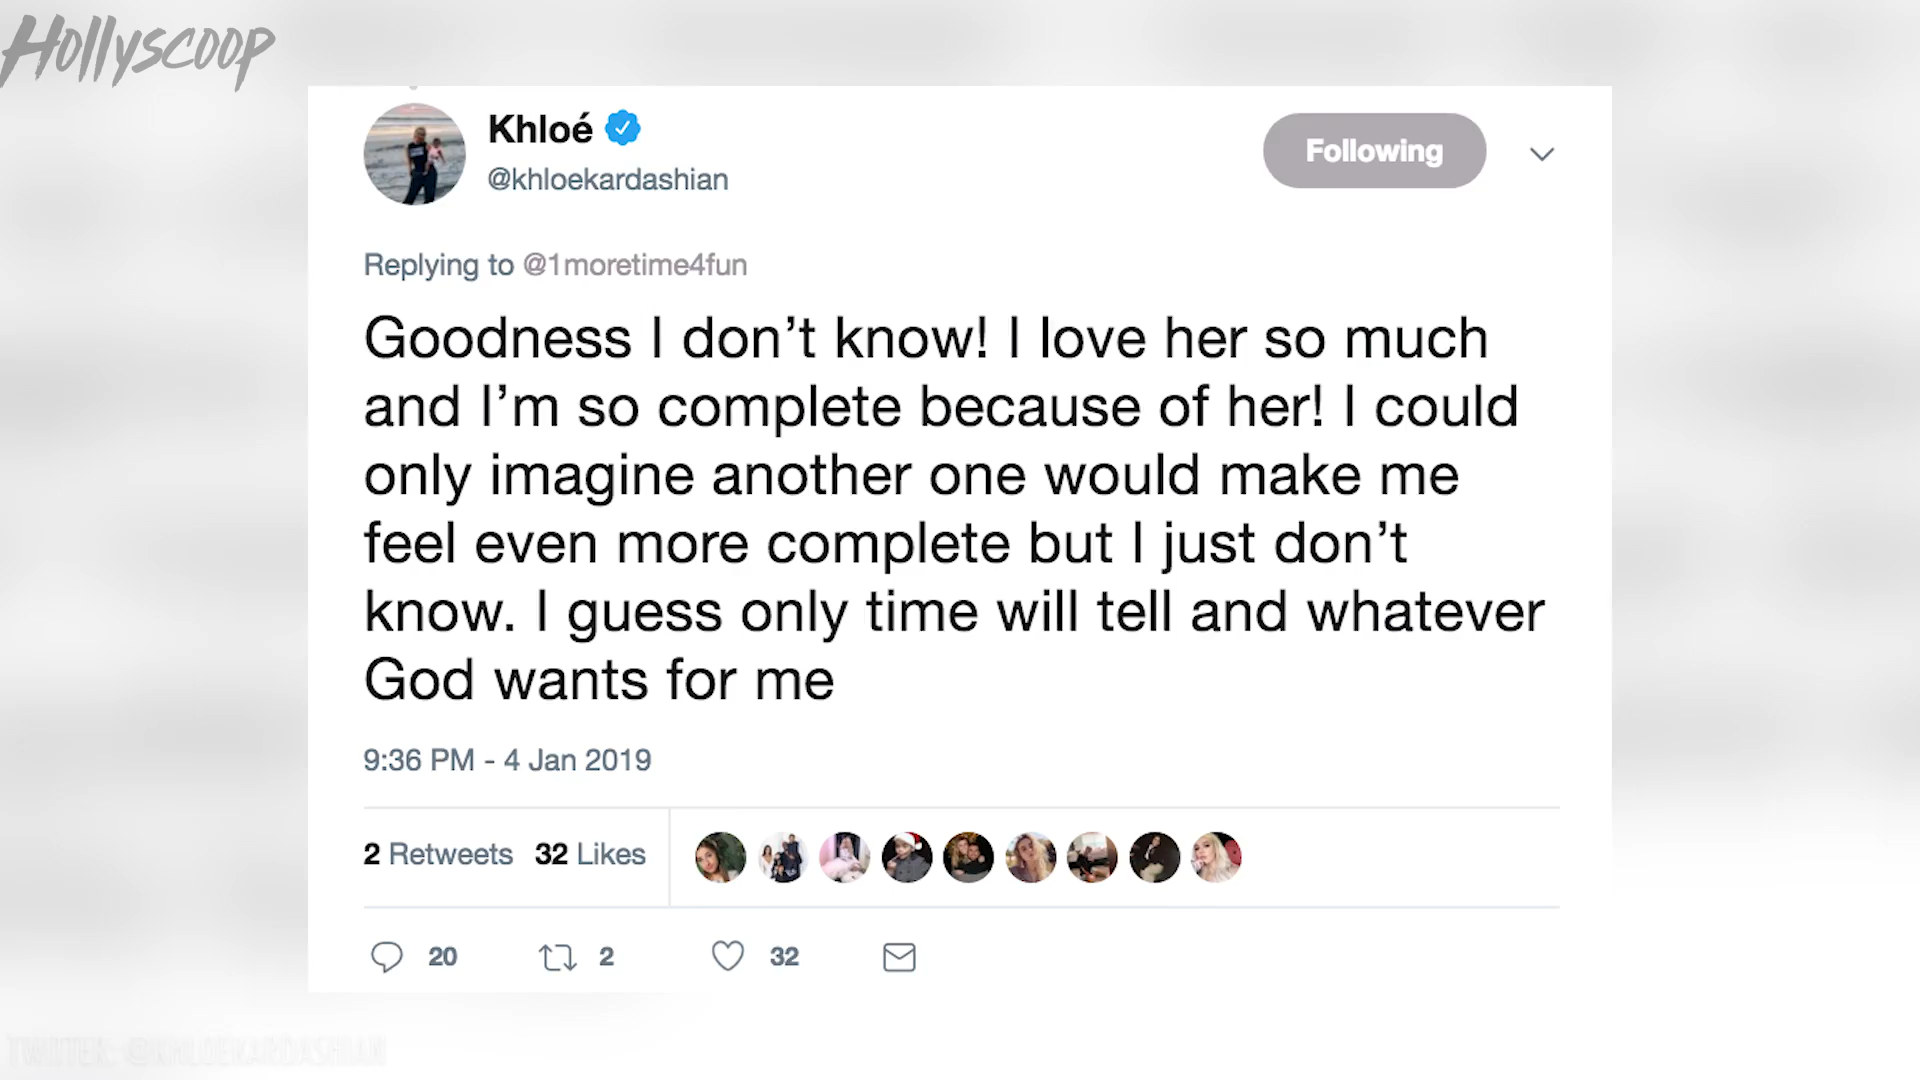 Hollyscoop
Khloé
@khloekardashian
Following
Replying to @1moretime4fun
Goodness I don’t know! I love her so much
and I’m so complete because of her! I could
only imagine another one would make me
feel even more complete but I just don’t
know. I guess only time will tell and whatever
God wants for me
9:36 PM - 4 Jan 2019
2 Retweets 32 Likes
20 2 32
TWITTER: @KHLOEKARDASHIAN